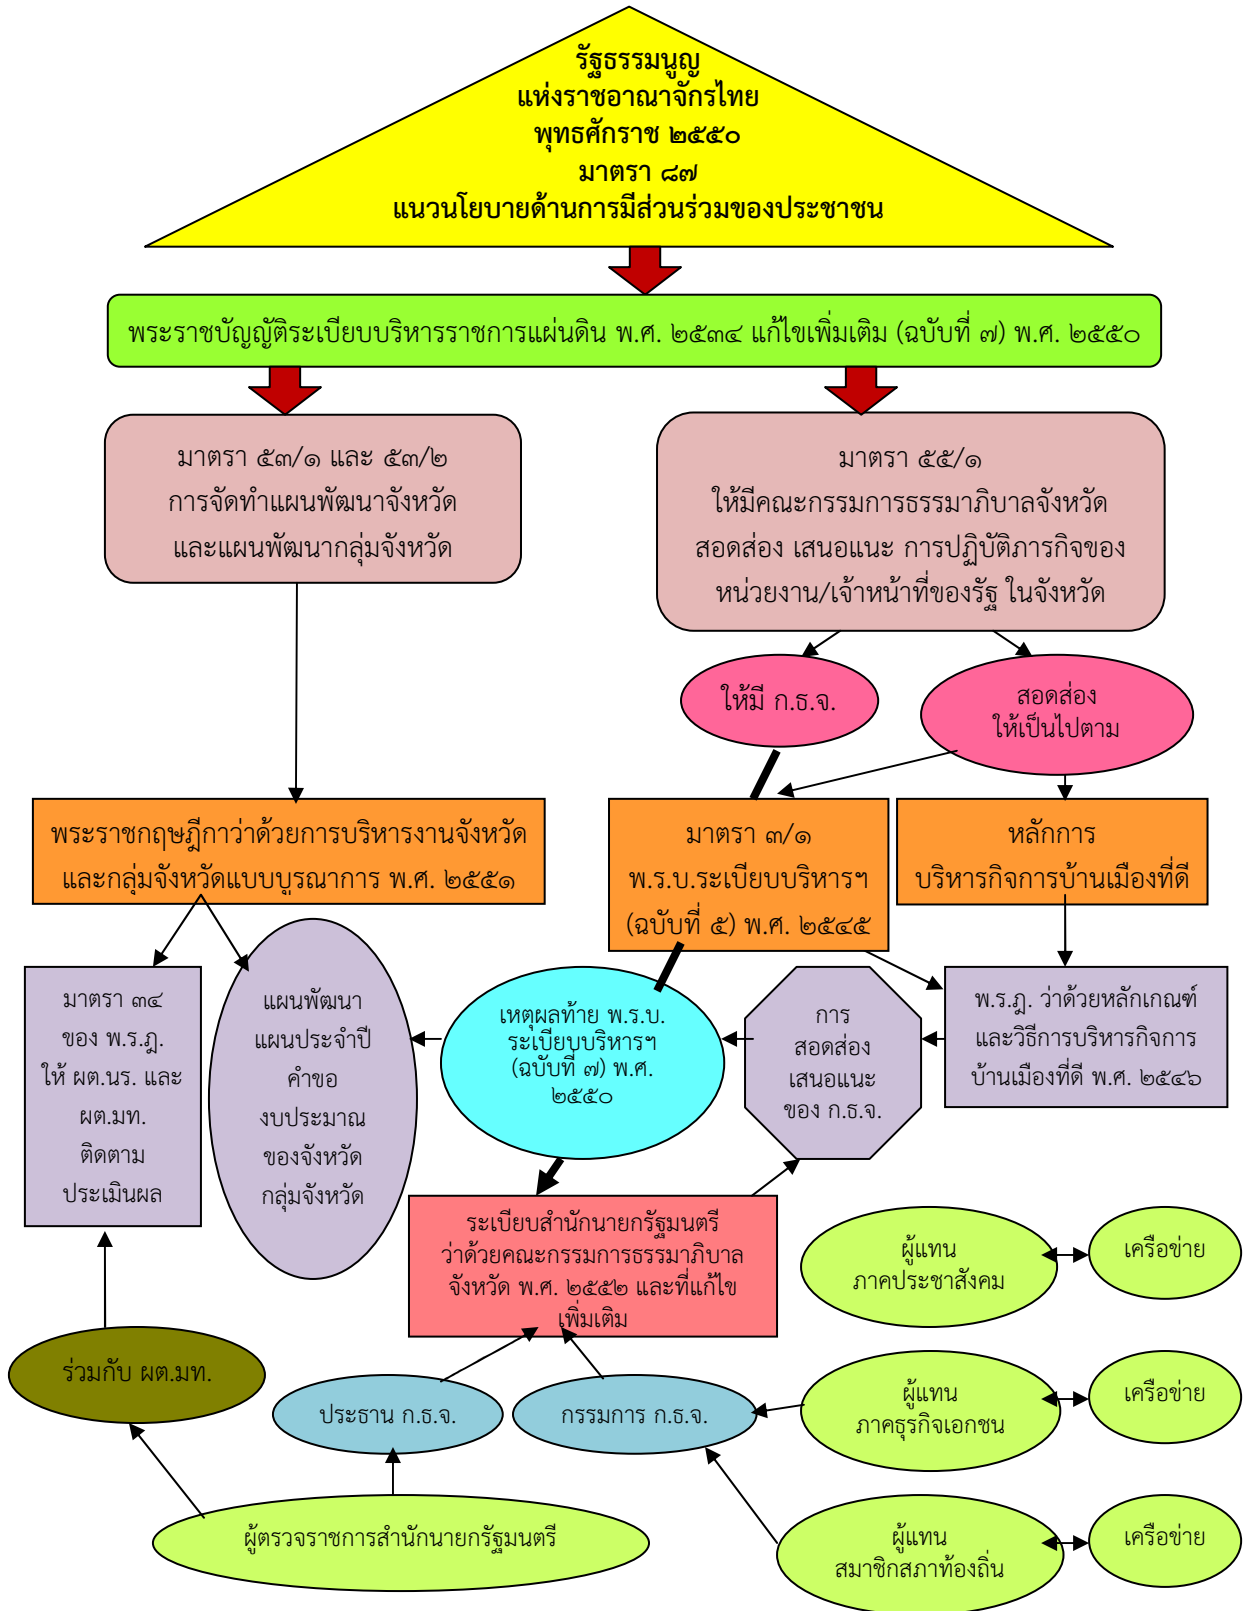 รัฐธรรมนูญ
แห่งราชอาณาจักรไทย
พุทธศักราช ๒๕๕๐
มาตรา ๘๗
แนวนโยบายด้านการมีส่วนร่วมของประชาชน
พระราชบัญญัติระเบียบบริหารราชการแผ่นดิน พ.ศ. ๒๕๓๔ แก้ไขเพิ่มเติม (ฉบับที่ ๗) พ.ศ. ๒๕๕๐
มาตรา ๕๓/๑ และ ๕๓/๒
การจัดทำแผนพัฒนาจังหวัด
และแผนพัฒนากลุ่มจังหวัด
มาตรา ๕๕/๑
ให้มีคณะกรรมการธรรมาภิบาลจังหวัด
สอดส่อง เสนอแนะ การปฏิบัติภารกิจของ
หน่วยงาน/เจ้าหน้าที่ของรัฐ ในจังหวัด
ให้มี ก.ธ.จ.
สอดส่อง
ให้เป็นไปตาม
พระราชกฤษฎีกาว่าด้วยการบริหารงานจังหวัด
และกลุ่มจังหวัดแบบบูรณาการ พ.ศ. ๒๕๕๑
มาตรา ๓/๑
พ.ร.บ.ระเบียบบริหารฯ
(ฉบับที่ ๕) พ.ศ. ๒๕๔๕
หลักการ
บริหารกิจการบ้านเมืองที่ดี
มาตรา ๓๔
ของ พ.ร.ฎ.
ให้ ผต.นร. และ
ผต.มท.
ติดตาม
ประเมินผล
แผนพัฒนา
แผนประจำปี
คำขอ
งบประมาณ
ของจังหวัด
กลุ่มจังหวัด
เหตุผลท้าย พ.ร.บ.
ระเบียบบริหารฯ
(ฉบับที่ ๗) พ.ศ.
๒๕๕๐
การ
สอดส่อง
เสนอแนะ
ของ ก.ธ.จ.
พ.ร.ฎ. ว่าด้วยหลักเกณฑ์
และวิธีการบริหารกิจการ
บ้านเมืองที่ดี พ.ศ. ๒๕๔๖
ระเบียบสำนักนายกรัฐมนตรี
ว่าด้วยคณะกรรมการธรรมาภิบาล
จังหวัด พ.ศ. ๒๕๕๒ และที่แก้ไข
เพิ่มเติม
ผู้แทน
ภาคประชาสังคม
เครือข่าย
ร่วมกับ ผต.มท.
ประธาน ก.ธ.จ.
กรรมการ ก.ธ.จ.
ผู้แทน
ภาคธุรกิจเอกชน
เครือข่าย
ผู้ตรวจราชการสำนักนายกรัฐมนตรี
ผู้แทน
สมาชิกสภาท้องถิ่น
เครือข่าย